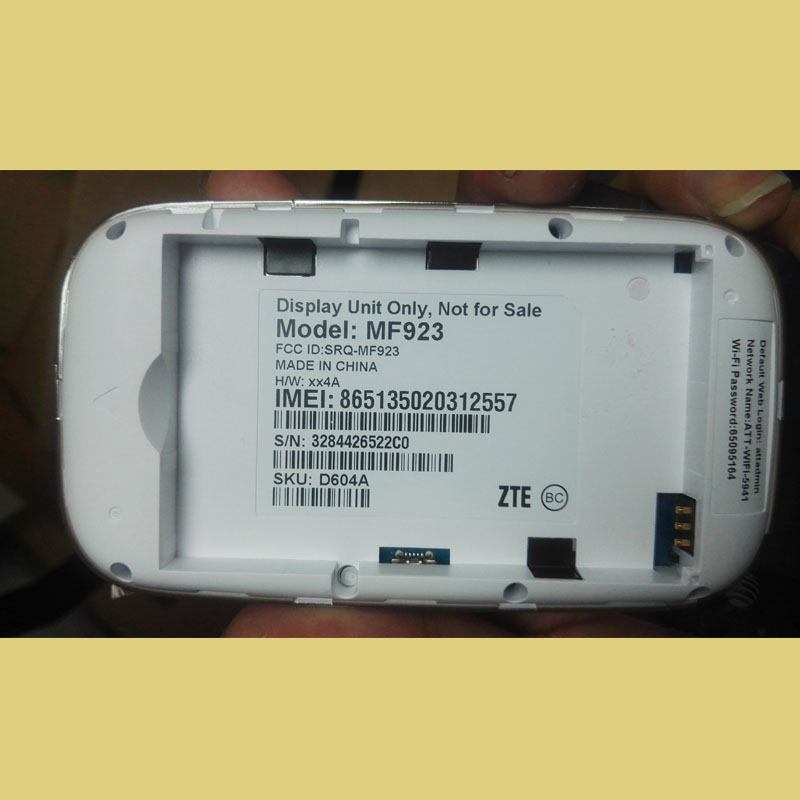 Display Unit Only, Not for Sale
Model: MF923
FCC ID:SRQ-MF923
MADE IN CHINA
H/W: xx4A
IMEI: 865135020312557
S/N: 3284426522C0
SKU: D604A
ZTE BC
Default Web Login: attadmin
Network Name:ATT-WIFI-5941
Wi-Fi Password:65095164